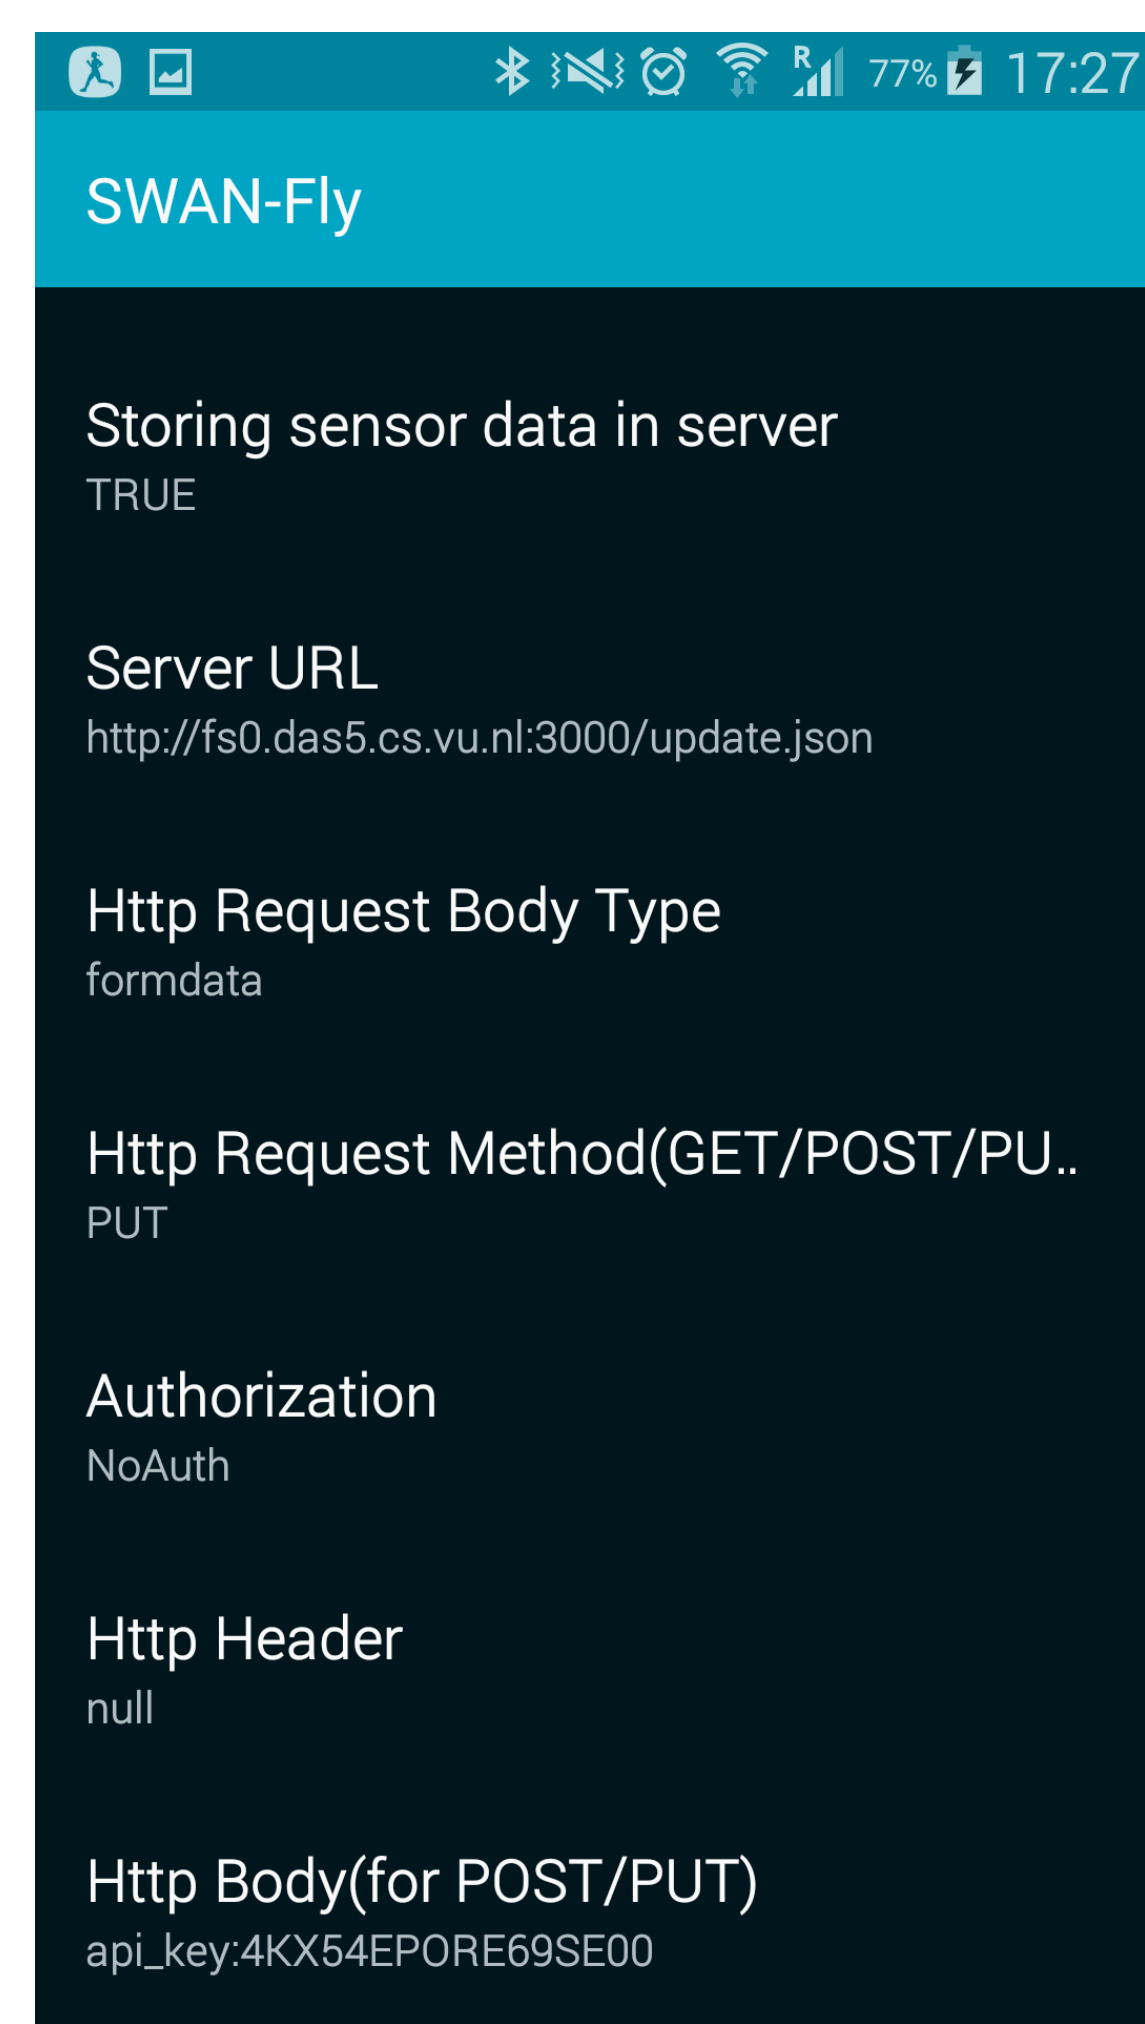 R 77% 17:27
SWAN-Fly
Storing sensor data in server
TRUE
Server URL
http://fs0.das5.cs.vu.nl:3000/update.json
Http Request Body Type
formdata
Http Request Method(GET/POST/PU..
PUT
Authorization
NoAuth
Http Header
null
Http Body(for POST/PUT)
api_key:4KX54EPORE69SE00